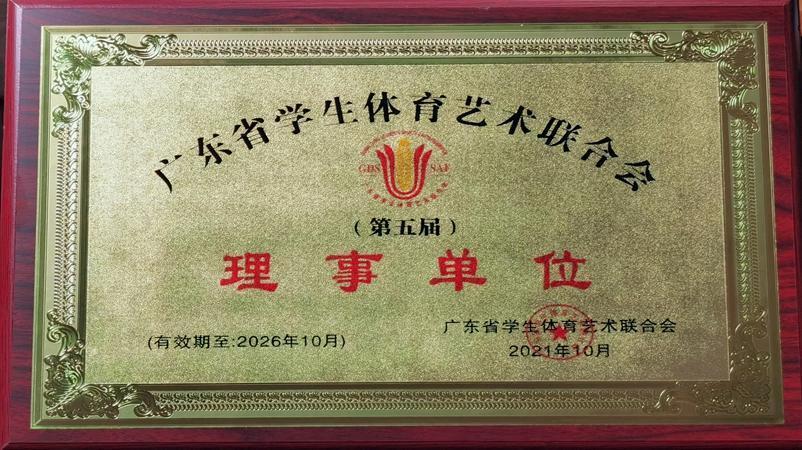 广东省学生体育艺术联合会
GDS SAF
（第五届）
理事单位
(有效期至:2026年10月)
广东省学生体育艺术联合会
2021年10月